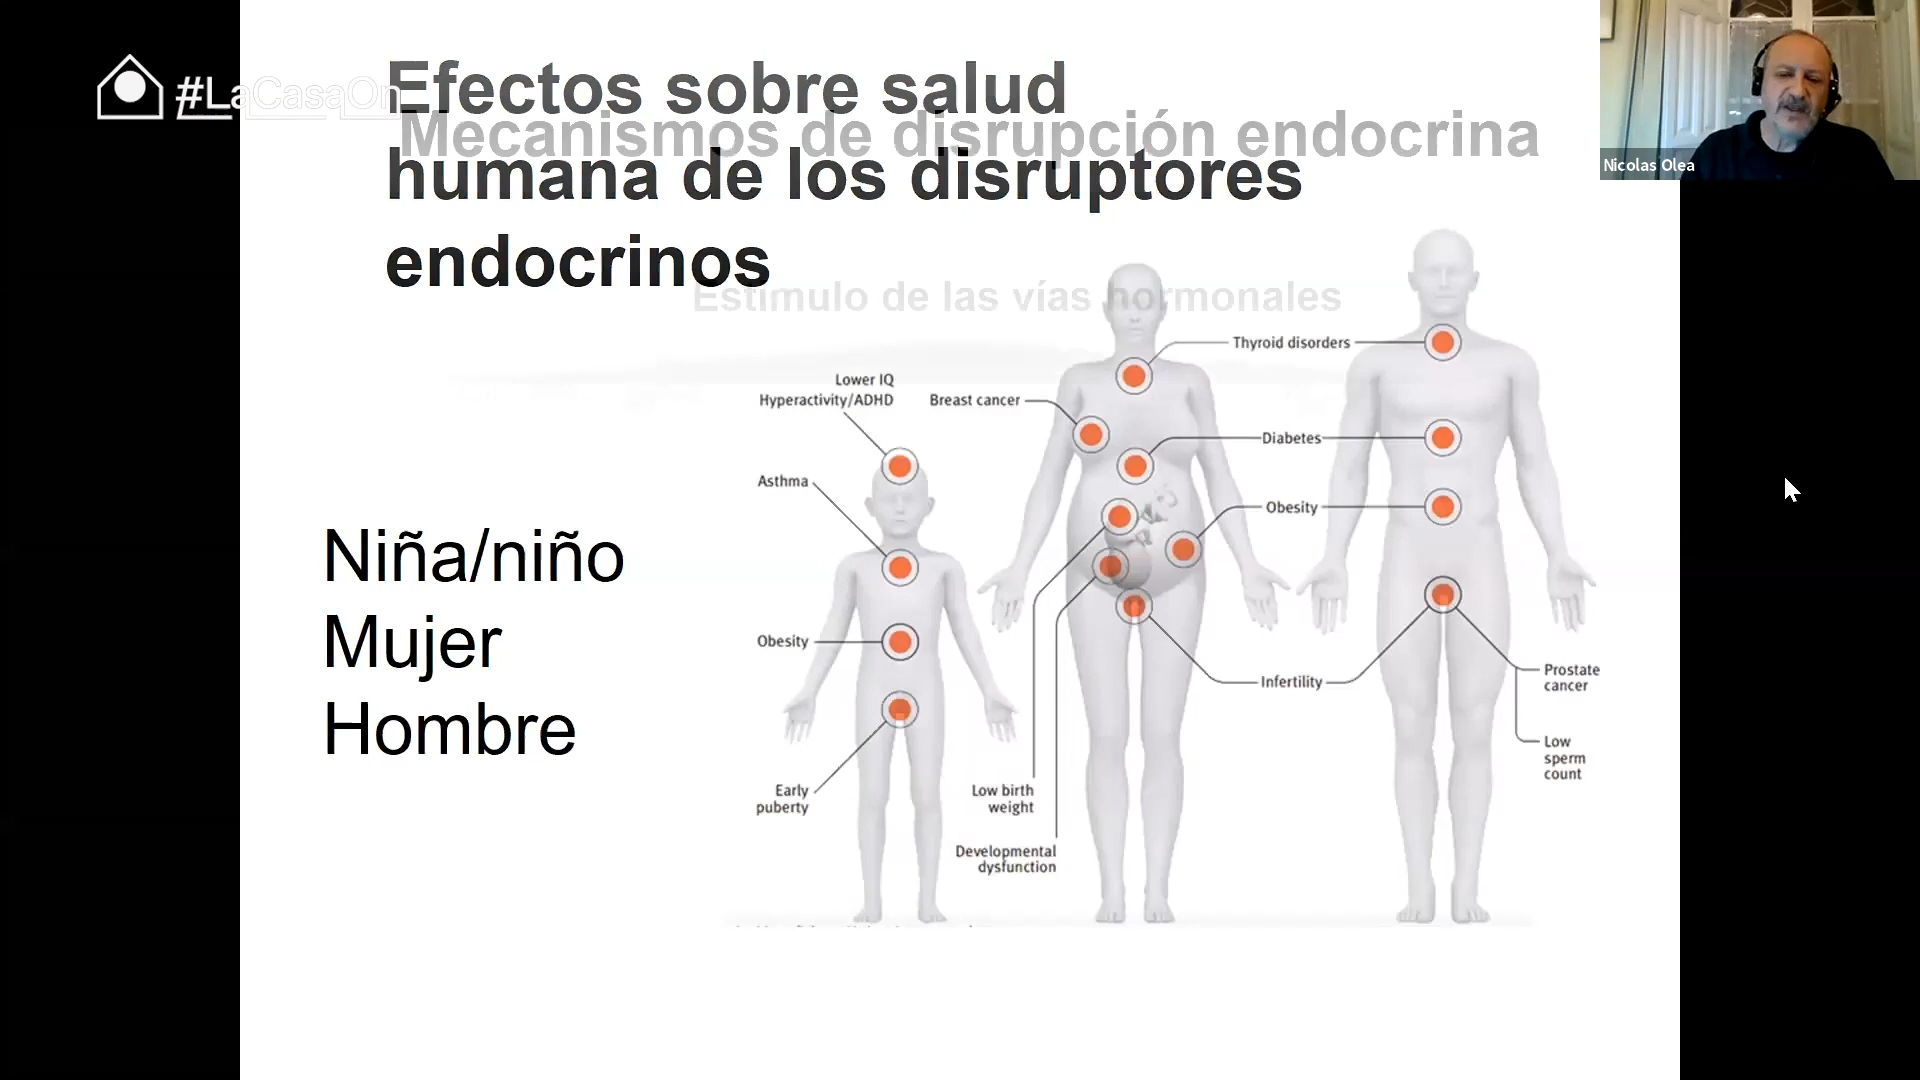 #LaCasaOn
Efectos sobre salud
Mecanismos de disrupción endocrina
humana de los disruptores
endocrinos
Estímulo de las vías hormonales
Nicolas Olea
Niña/niño
Mujer
Hombre
Lower IQ
Hyperactivity/ADHD
Asthma
Obesity
Early
puberty
Breast cancer
Low birth
weight
Developmental
dysfunction
Thyroid disorders
Diabetes
Obesity
Infertility
Prostate
cancer
Low
sperm
count